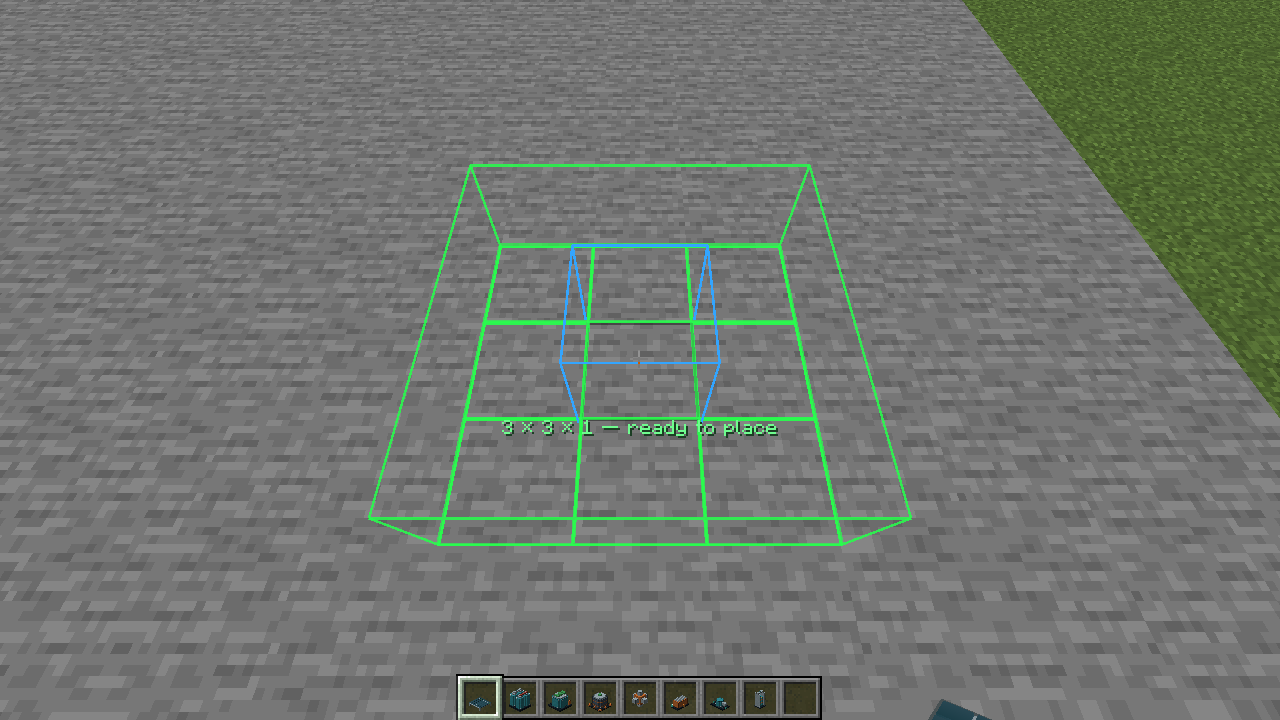 3 × 3 × 1 — ready to place